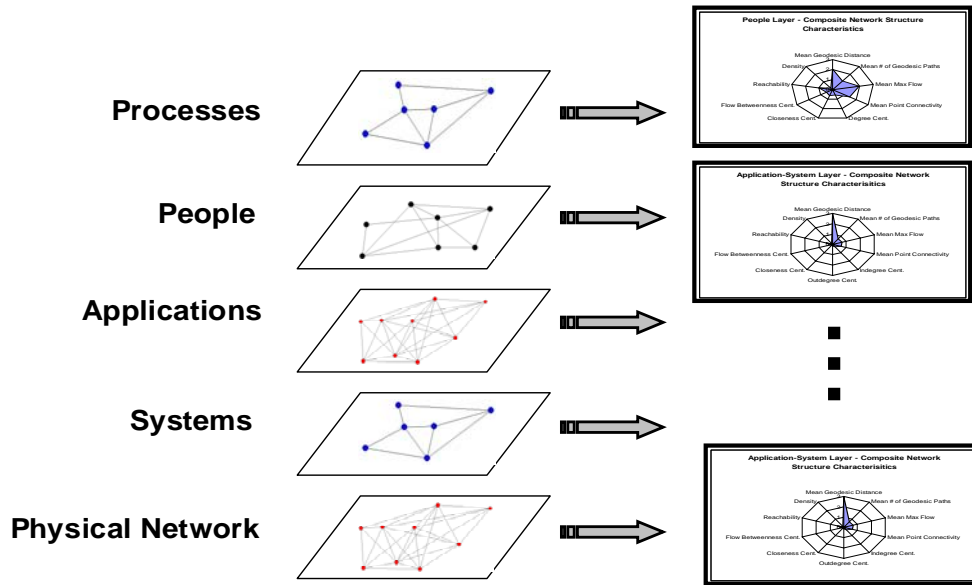 Processes
People
Applications
Systems
Physical Network
People Layer - Composite Network Structure
Characteristics
Mean Geodesic Distance
Density
Mean # of Geodesic Paths
Reachability
Mean Max Flow
Flow Betweenness Cent.
Mean Point Connectivity
Closeness Cent.
Degree Cent.
Application-System Layer - Composite Network
Structure Characterisitics
Mean Geodesic Distance
Density
Mean # of Geodesic Paths
Reachability
Mean Max Flow
Flow Betweenness Cent.
Mean Point Connectivity
Closeness Cent.
Indegree Cent.
Outdegree Cent.
Application-System Layer - Composite Network
Structure Characterisitics
Mean Geodesic Distance
Density
Mean # of Geodesic Paths
Reachability
Mean Max Flow
Flow Betweenness Cent.
Mean Point Connectivity
Closeness Cent.
Indegree Cent.
Outdegree Cent.